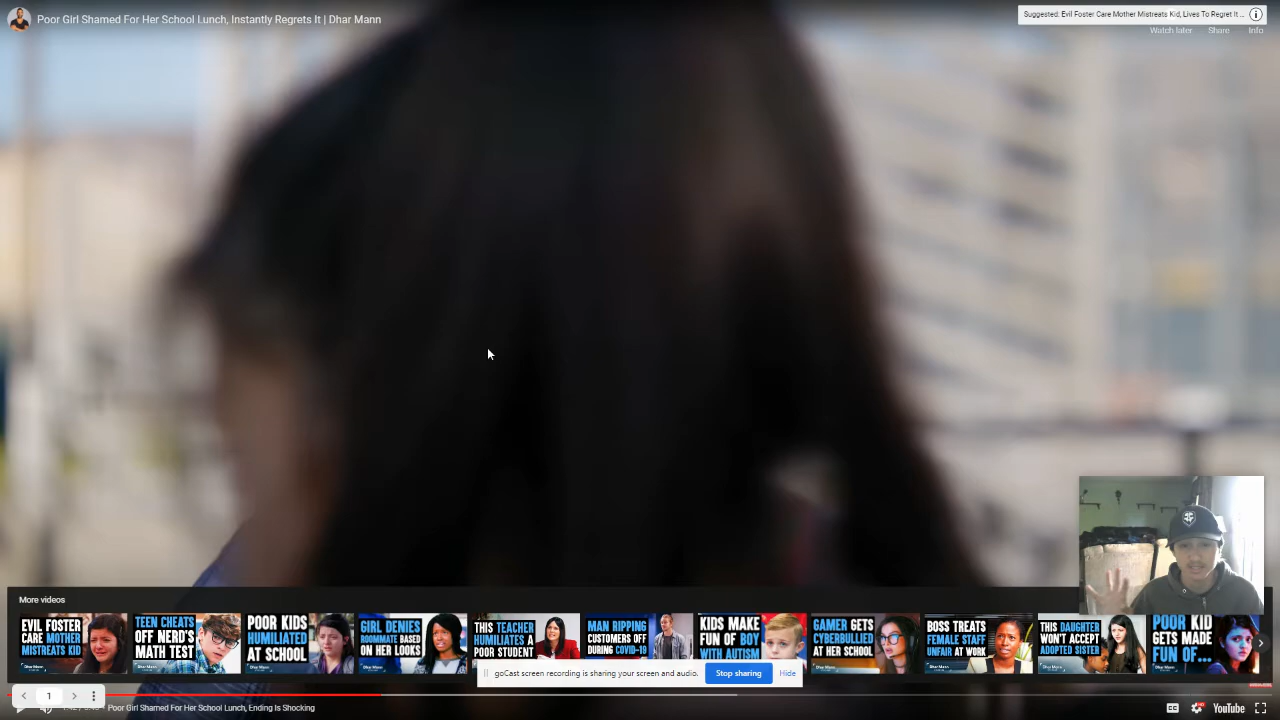 Poor Girl Shamed For Her School Lunch, Instantly Regrets It | Dhar Mann
Suggested: Evil Foster Care Mother Mistreats Kid, Lives To Regret It ...
Watch later Share Info
More videos
EVIL FOSTER
CARE MOTHER
MISTREATS KID
TEEN CHEATS
OFF NERD'S
MATH TEST
POOR KIDS
HUMILIATED
AT SCHOOL
GIRL DENIES
ROOMMATE BASED
ON HER LOOKS
THIS TEACHER
HUMILIATES A
POOR STUDENT
MAN RIPPING
CUSTOMERS OFF
DURING COVID-19
KIDS MAKE
FUN OF BOY
WITH AUTISM
GAMER GETS
CYBERBULLIED
AT HER SCHOOL
BOSS TREATS
FEMALE STAFF
UNFAIR AT WORK
THIS DAUGHTER
WON'T ACCEPT
ADOPTED SISTER
POOR KID
GETS MADE
FUN OF...
goCast screen recording is sharing your screen and audio.
Stop sharing
Hide
1
Poor Girl Shamed For Her School Lunch, Ending Is Shocking
CC HD YouTube